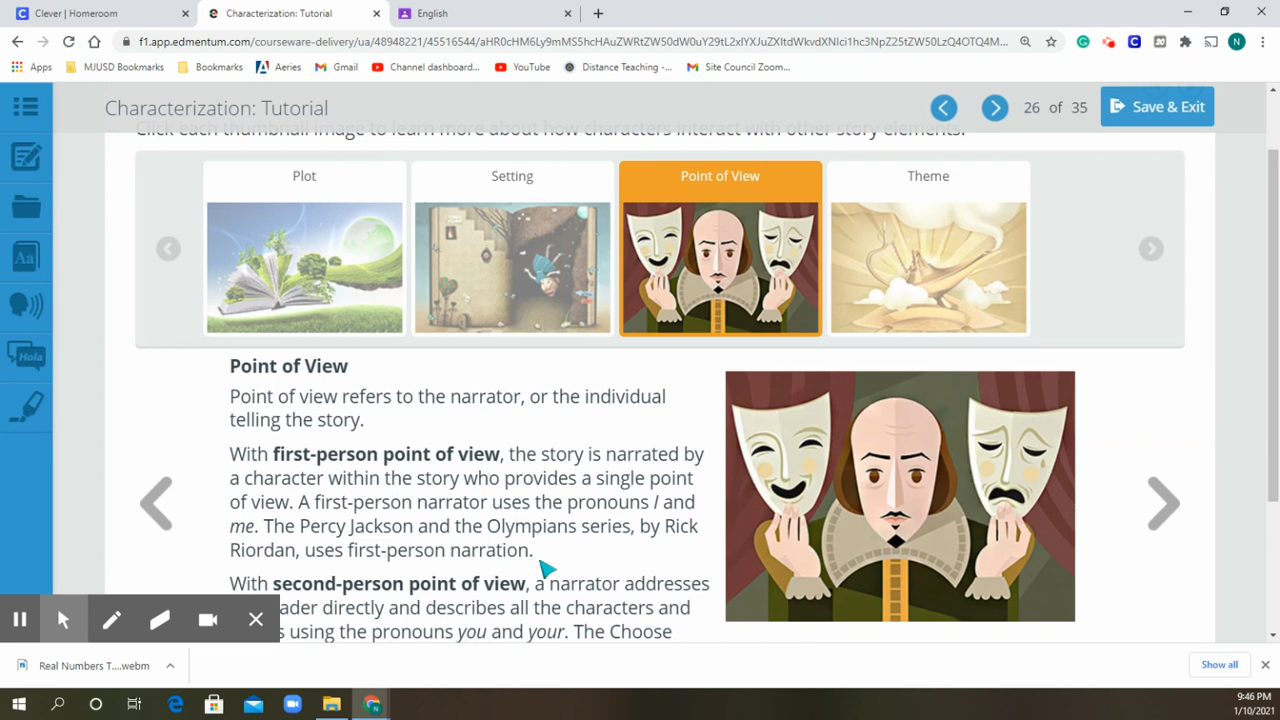 Clever | Homeroom
Characterization: Tutorial
English
f1.app.edmentum.com/courseware-delivery/ua/48948221/45516544/
N
Apps
MJUSD Bookmarks
Bookmarks
Aeries
Gmail
Channel dashboard...
YouTube
Distance Teaching -...
Site Council Zoom...
Characterization: Tutorial
26 of 35
Save & Exit
Click each thumbnail image to learn more about how characters interact with other story elements.
Plot
Setting
Point of View
Theme
Aa
Hola
Point of View
Point of view refers to the narrator, or the individual
telling the story.
With first-person point of view, the story is narrated by
a character within the story who provides a single point
of view. A first-person narrator uses the pronouns I and
me. The Percy Jackson and the Olympians series, by Rick
Riordan, uses first-person narration.
With second-person point of view, a narrator addresses
ader directly and describes all the characters and
s using the pronouns you and your. The Choose
Real Numbers T....webm
Show all
9:46 PM
1/10/2021